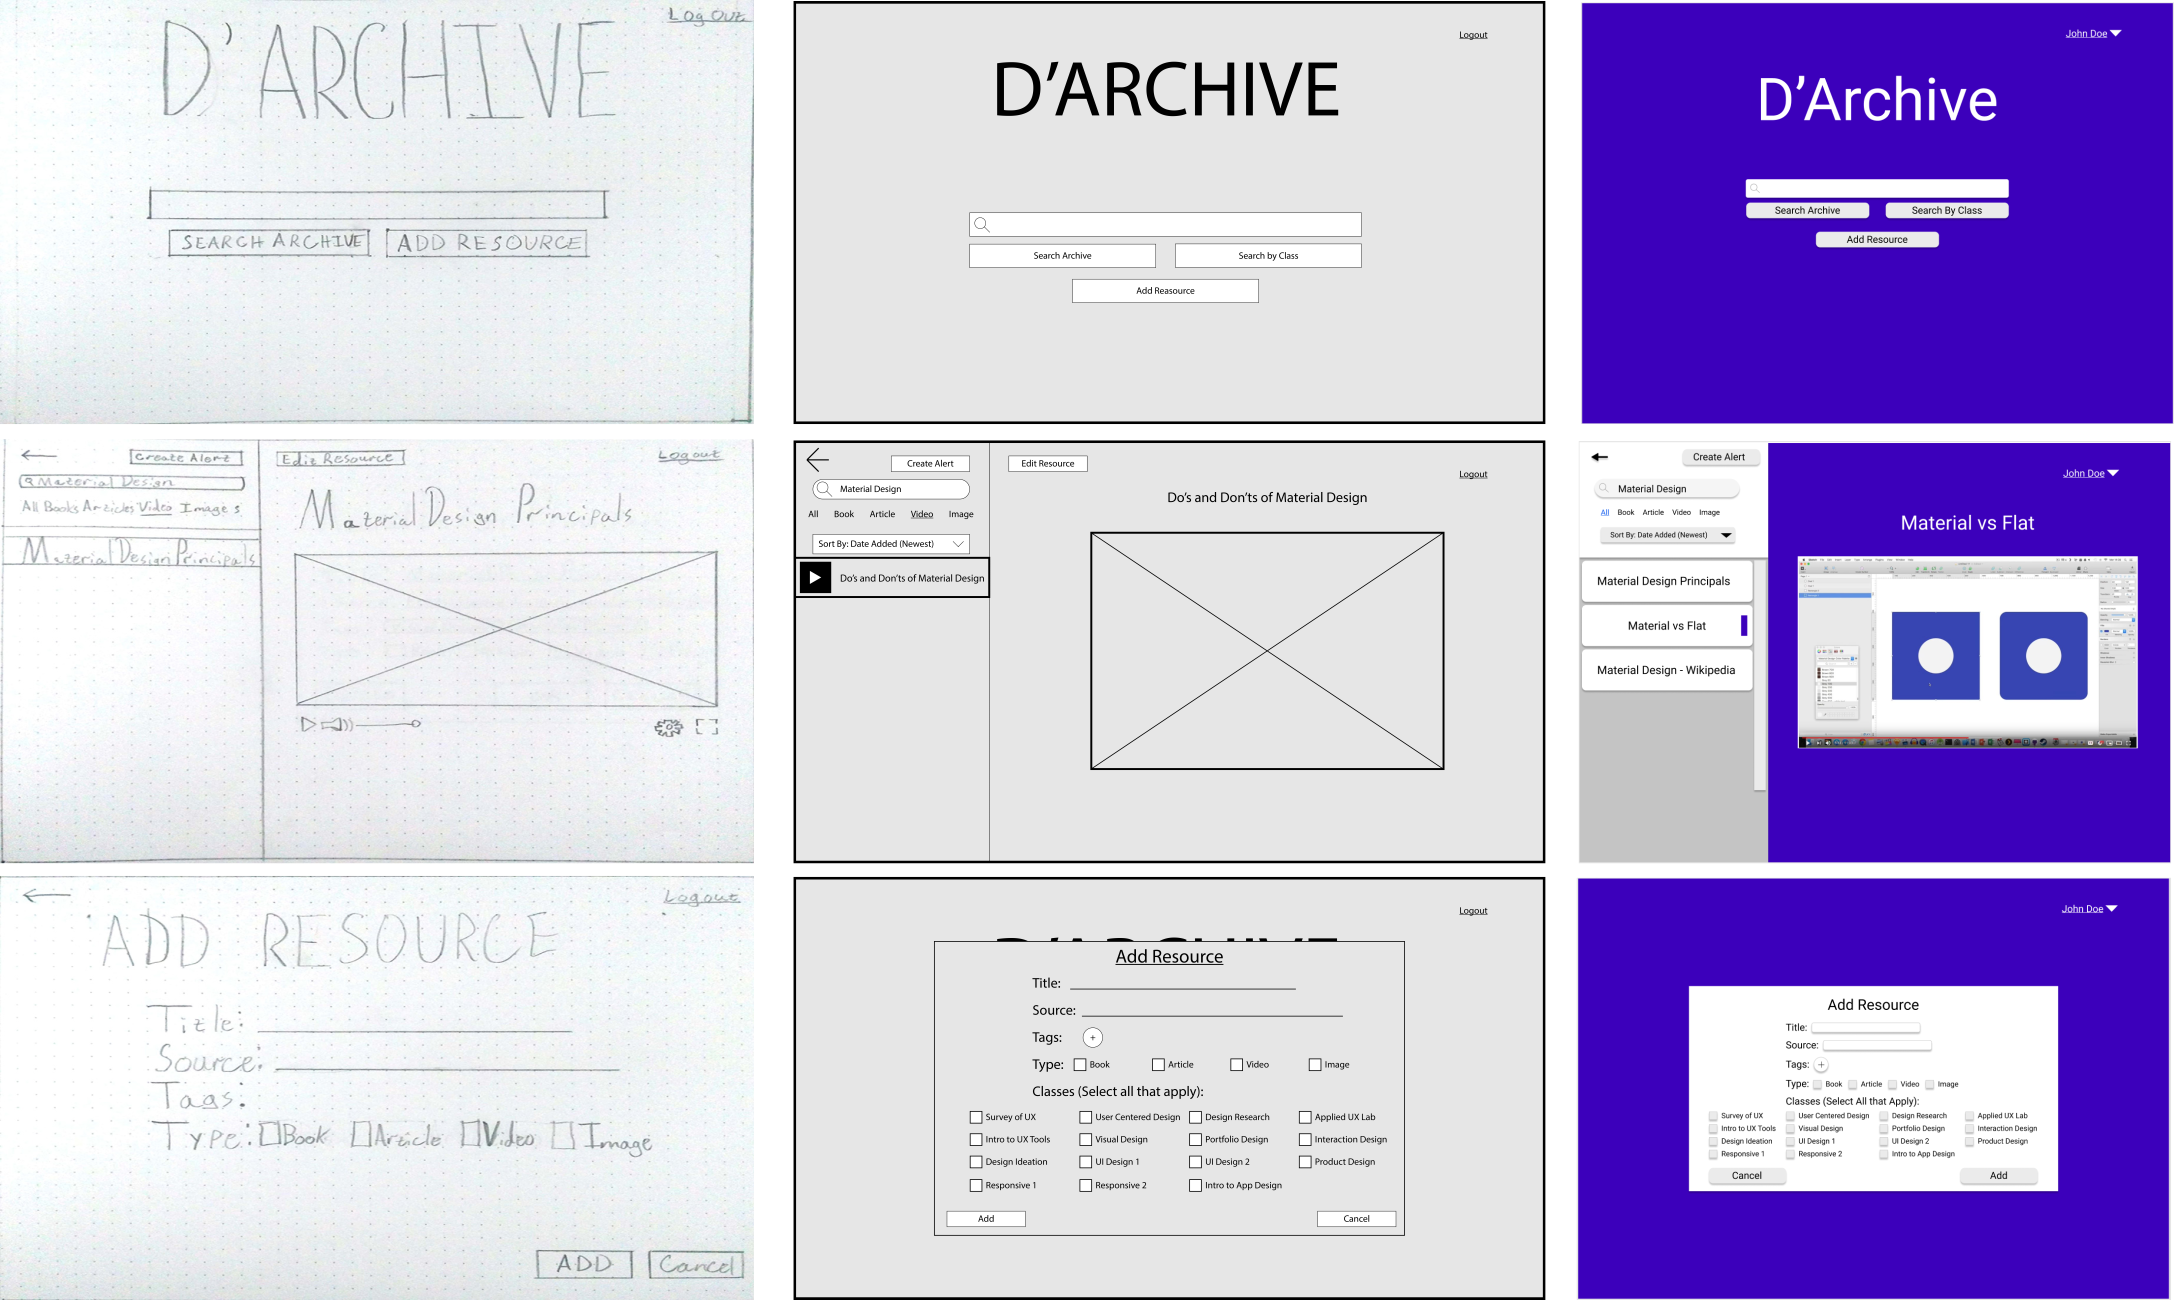 Log Out
D'ARCHIVE
SEARCH ARCHIVE ADD RESOURCE
Logout
D'ARCHIVE
Search Archive Search by Class
Add Reasource
John Doe
D'Archive
Search Archive Search By Class
Add Resource
Create Alert
Material Design
All Books Articles Video Images
Material Design Principals
Edit Resource Logout
Material Design Principals
Create Alert
Material Design
All Book Article Video Image
Sort By: Date Added (Newest)
Do's and Don'ts of Material Design
Edit Resource
Logout
Do's and Don'ts of Material Design
Create Alert
Material Design
All Book Article Video Image
Sort By: Date Added (Newest)
Material Design Principals
Material vs Flat
Material Design - Wikipedia
John Doe
Material vs Flat
Logout
ADD RESOURCE
Title:
Source:
Tags:
Type: Book Article Video Image
ADD Cancel
Logout
Add Resource
Title:
Source:
Tags: +
Type: Book Article Video Image
Classes (Select all that apply):
Survey of UX User Centered Design Design Research Applied UX Lab
Intro to UX Tools Visual Design Portfolio Design Interaction Design
Design Ideation UI Design 1 UI Design 2 Product Design
Responsive 1 Responsive 2 Intro to App Design
Add Cancel
John Doe
Add Resource
Title:
Source:
Tags: +
Type: Book Article Video Image
Classes (Select All that Apply):
Survey of UX User Centered Design Design Research Applied UX Lab
Intro to UX Tools Visual Design Portfolio Design Interaction Design
Design Ideation UI Design 1 UI Design 2 Product Design
Responsive 1 Responsive 2 Intro to App Design
Cancel Add